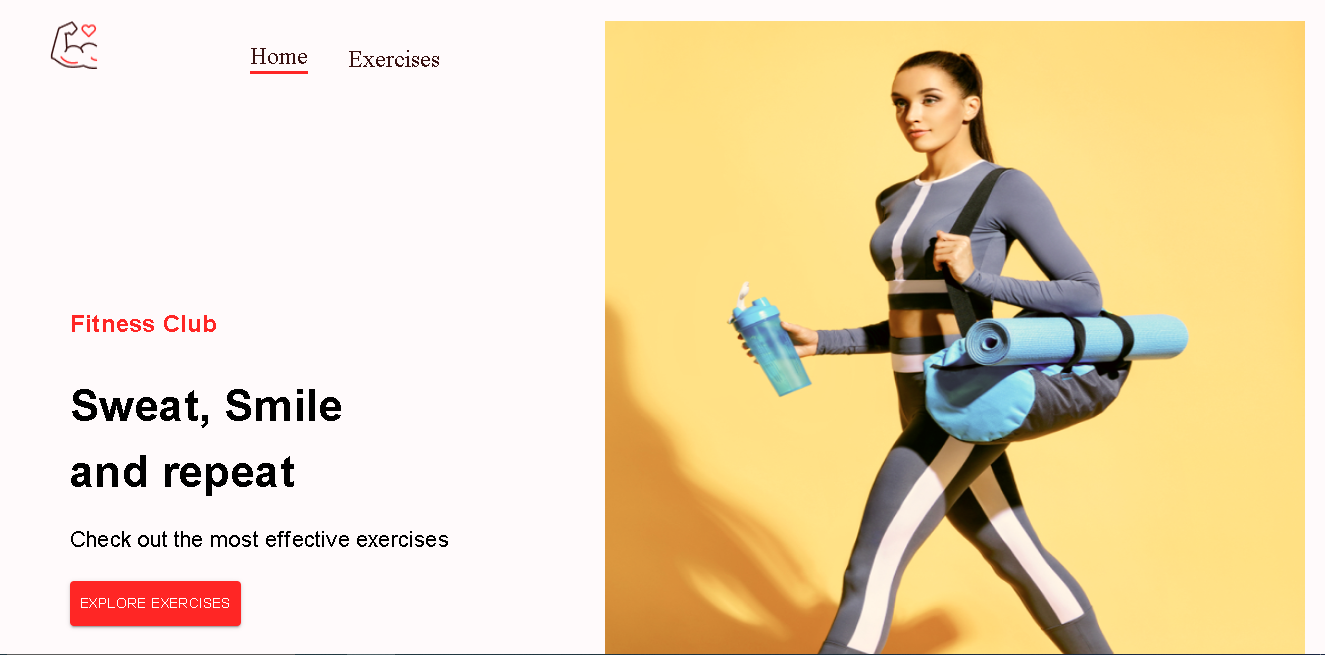 Home
Exercises
Fitness Club
Sweat, Smile
and repeat
Check out the most effective exercises
EXPLORE EXERCISES